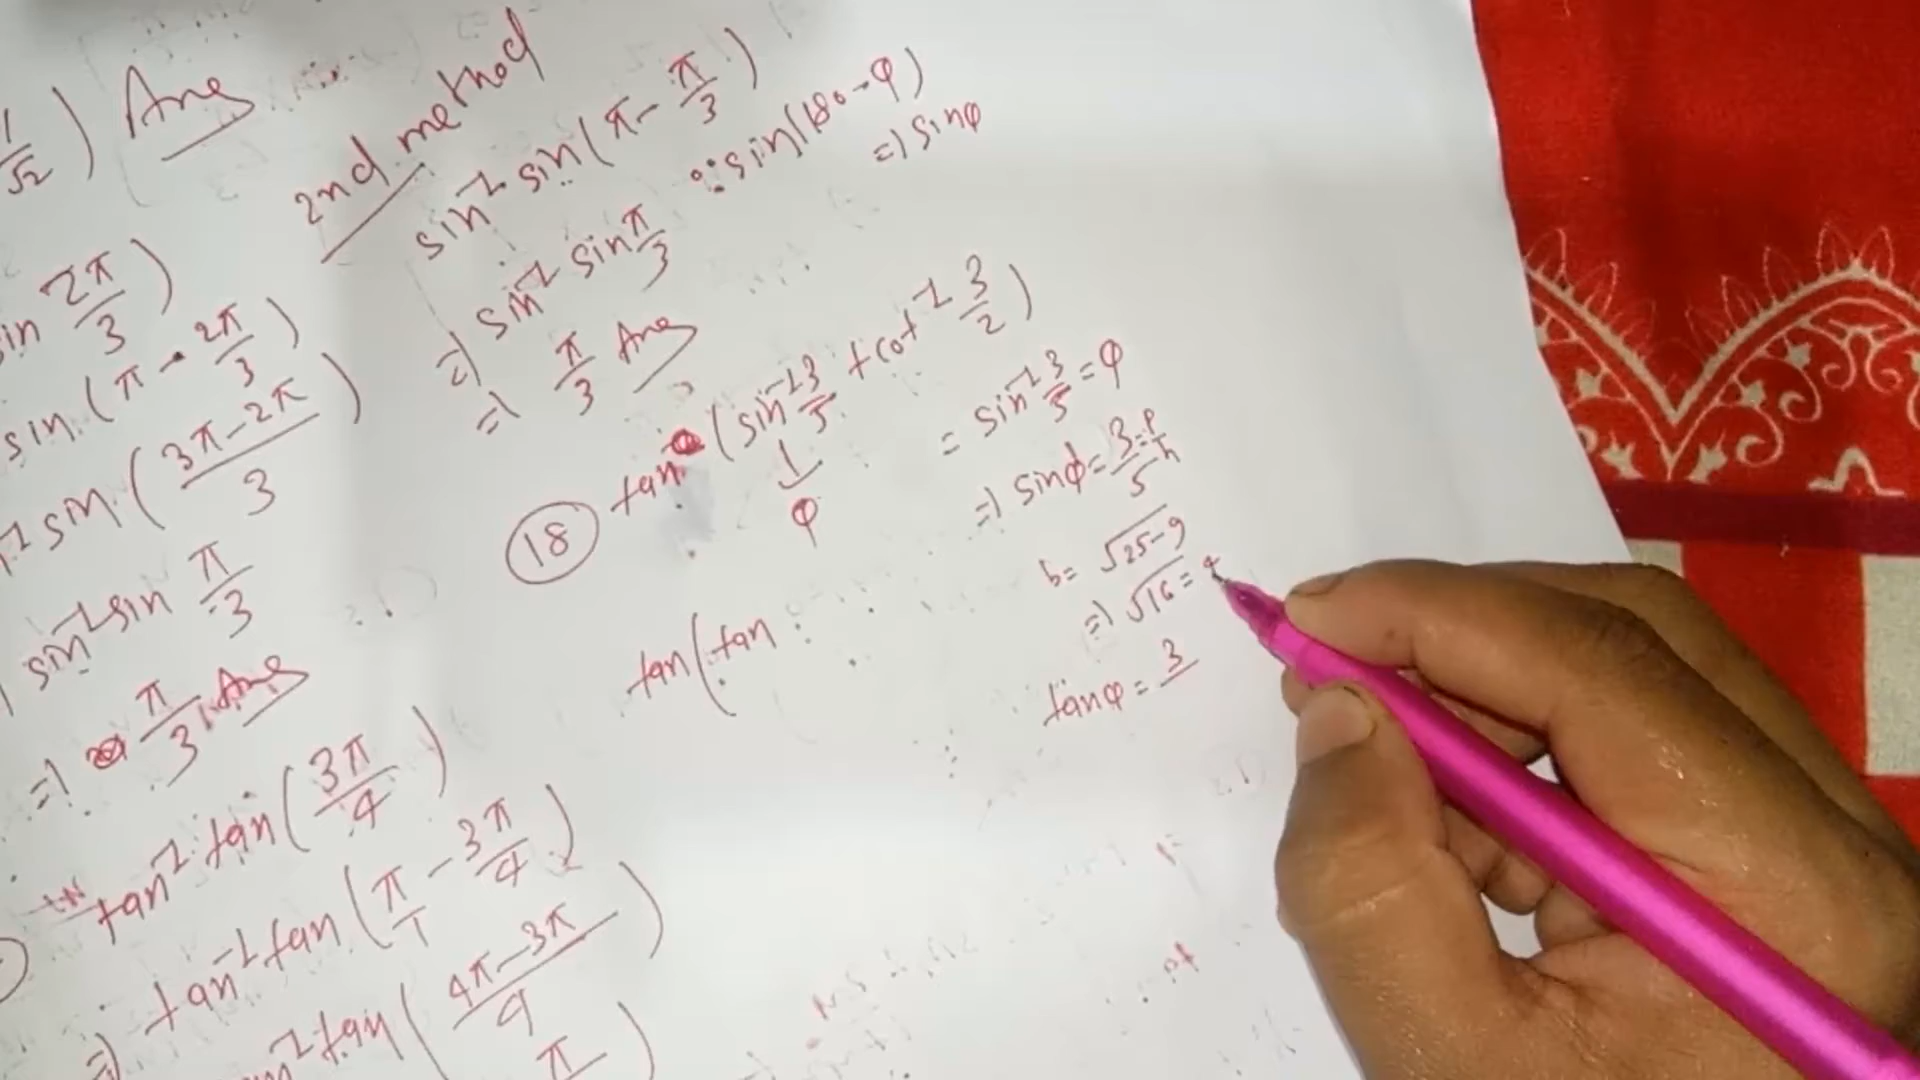 1/√2) Ans
2nd method
sin⁻¹ sin(π - π/3)
∵ sin(180-φ)
=) sinφ
=) sin⁻¹ sin π/3
=) π/3 Ans
sin 2π/3)
sin (π - 2π/3)
sin (3π-2π/3)
sin⁻¹ sin π/3
=) π/3 Ans
tan⁻¹ tan(3π/4)
=) tan⁻¹ tan(π/1 - 3π/4)
tan(4π-3π/4)
π
(18) tan (sin⁻¹ 3/5 + cot⁻¹ 3/2)
φ
tan(tan
= sin⁻¹ 3/5 = φ
=) sinφ = 3/5 = p/h
b = √25-9
=) √16 = 4
tanφ = 3